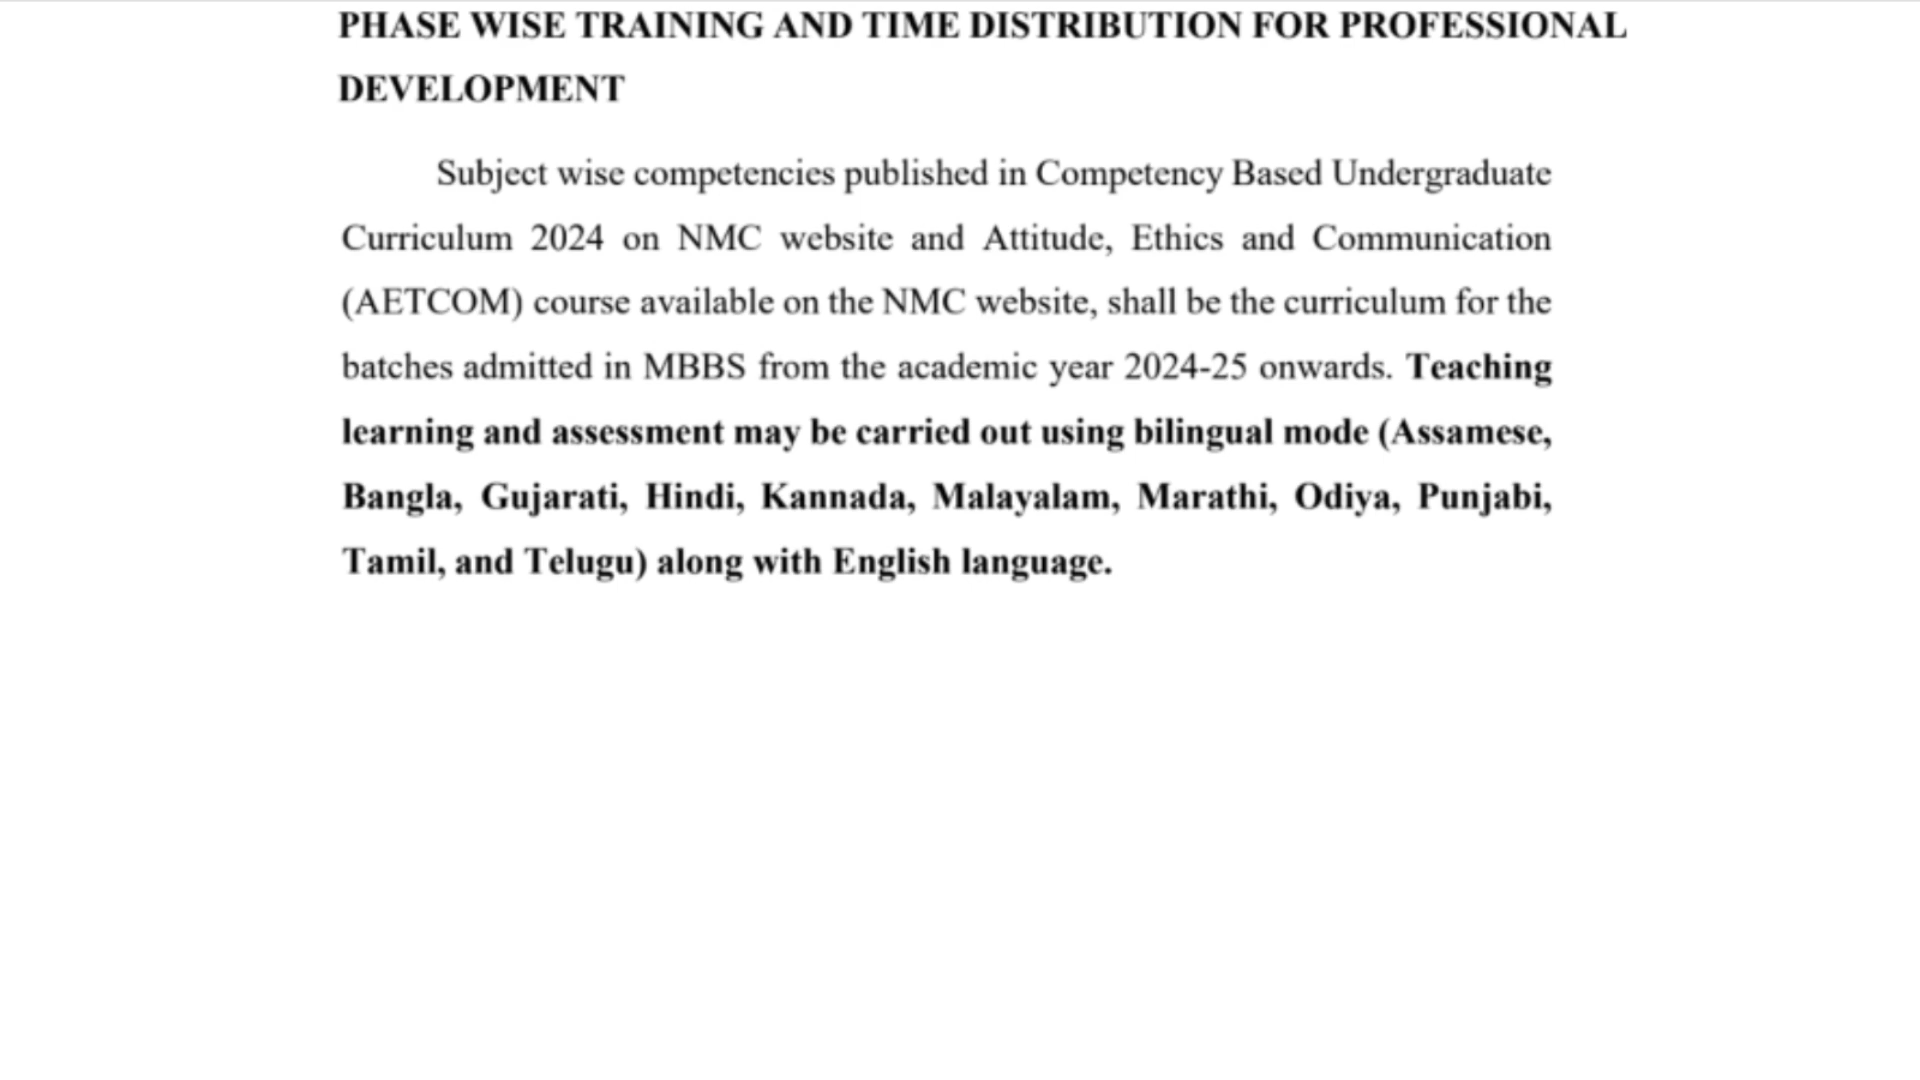 PHASE WISE TRAINING AND TIME DISTRIBUTION FOR PROFESSIONAL
DEVELOPMENT
Subject wise competencies published in Competency Based Undergraduate
Curriculum 2024 on NMC website and Attitude, Ethics and Communication
(AETCOM) course available on the NMC website, shall be the curriculum for the
batches admitted in MBBS from the academic year 2024-25 onwards. Teaching
learning and assessment may be carried out using bilingual mode (Assamese,
Bangla, Gujarati, Hindi, Kannada, Malayalam, Marathi, Odiya, Punjabi,
Tamil, and Telugu) along with English language.